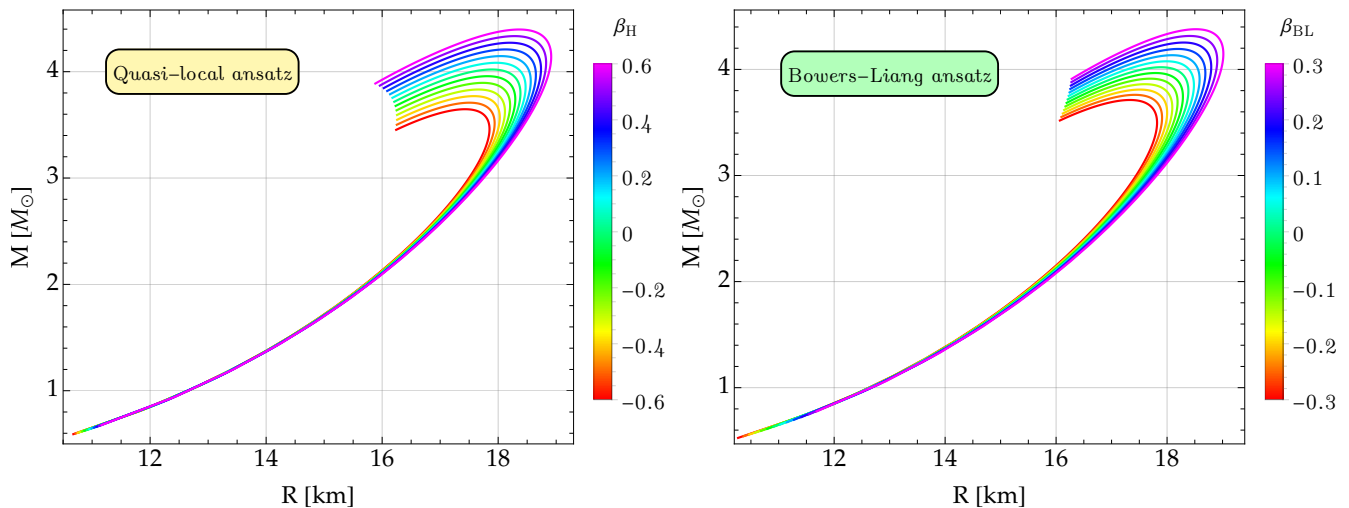 Quasi-local ansatz
M [M⊙]
4
3
2
1
12 14 16 18
R [km]
βH
0.6
0.4
0.2
0
−0.2
−0.4
−0.6
Bowers-Liang ansatz
M [M⊙]
4
3
2
1
12 14 16 18
R [km]
βBL
0.3
0.2
0.1
0
−0.1
−0.2
−0.3